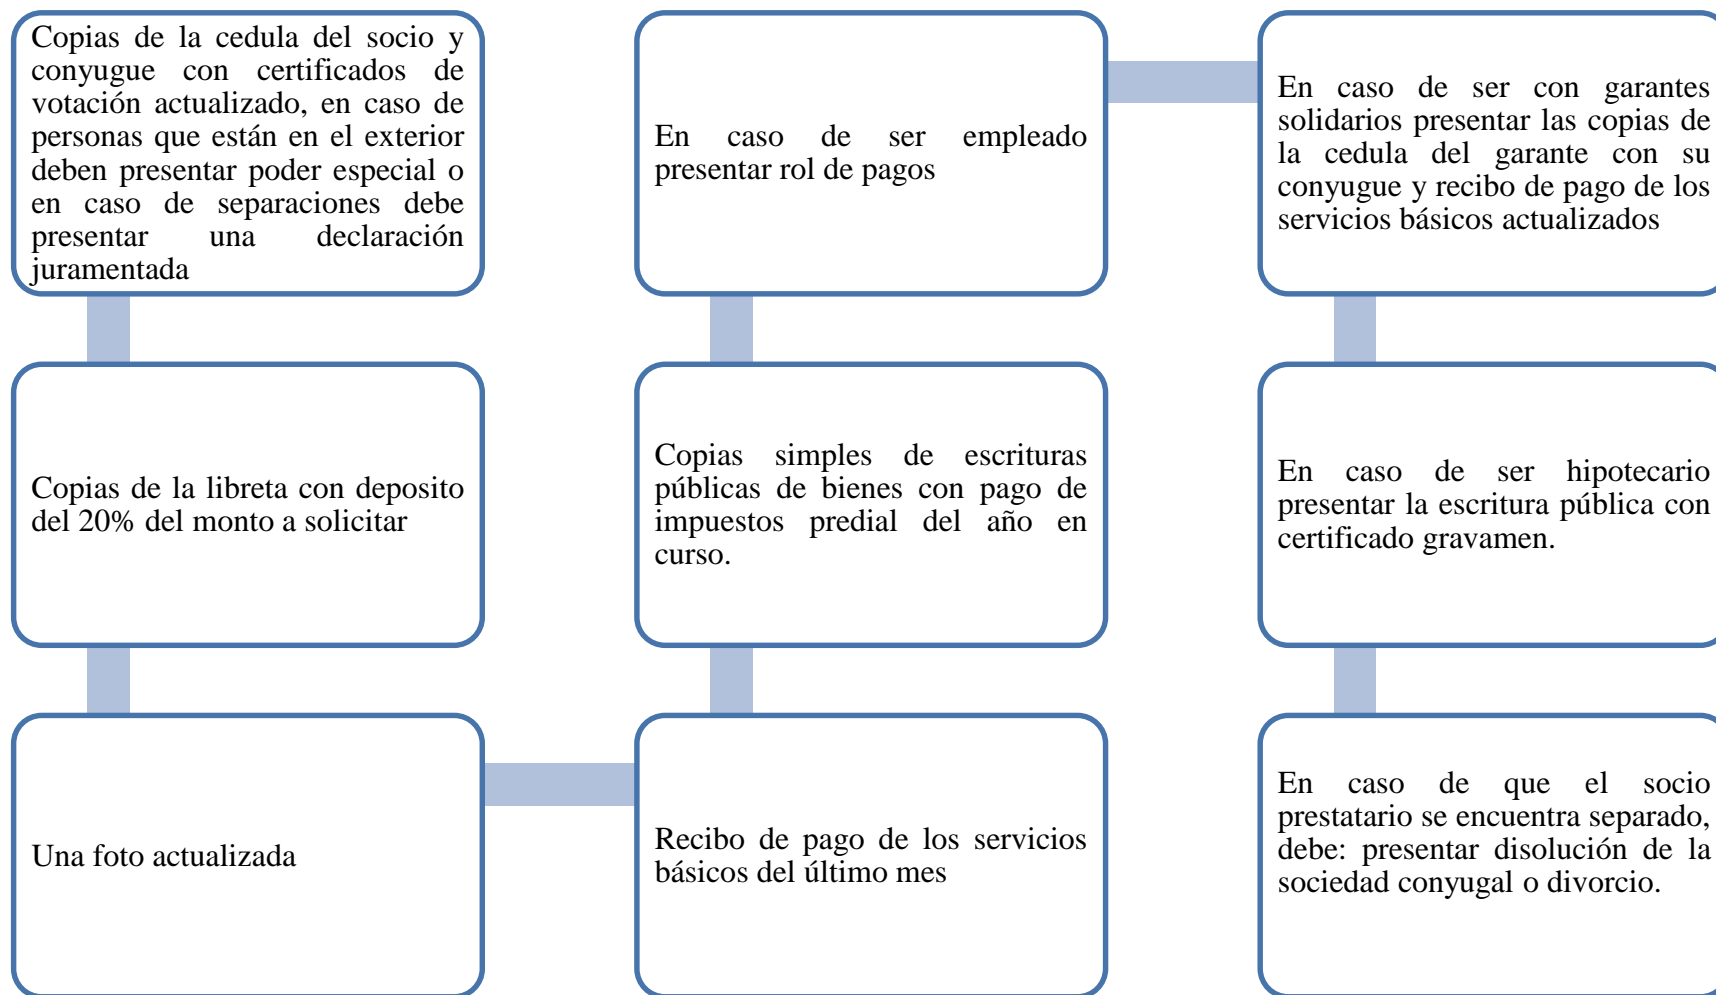 Copias de la cedula del socio y
conyugue con certificados de
votación actualizado, en caso de
personas que están en el exterior
deben presentar poder especial o
en caso de separaciones debe
presentar una declaración
juramentada
Copias de la libreta con deposito
del 20% del monto a solicitar
Una foto actualizada
Recibo de pago de los servicios
básicos del último mes
Copias simples de escrituras
públicas de bienes con pago de
impuestos predial del año en
curso.
En caso de ser empleado
presentar rol de pagos
En caso de ser con garantes
solidarios presentar las copias de
la cedula del garante con su
conyugue y recibo de pago de los
servicios básicos actualizados
En caso de ser hipotecario
presentar la escritura pública con
certificado gravamen.
En caso de que el socio
prestatario se encuentra separado,
debe: presentar disolución de la
sociedad conyugal o divorcio.